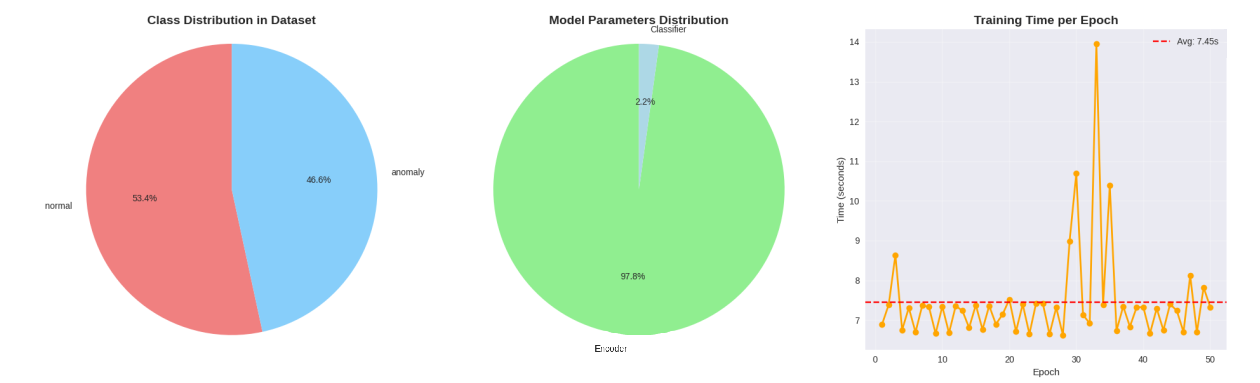 Class Distribution in Dataset
normal
53.4%
46.6%
anomaly
Model Parameters Distribution
Classifier
2.2%
97.8%
Encoder
Training Time per Epoch
Avg: 7.45s
Time (seconds)
14
13
12
11
10
9
8
7
0 10 20 30 40 50
Epoch